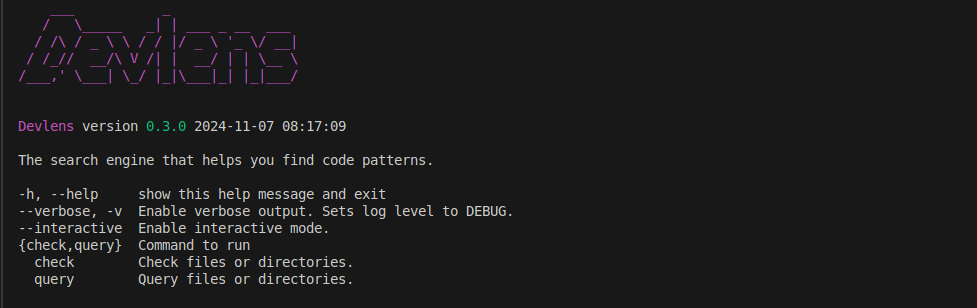 Devlens
Devlens version 0.3.0 2024-11-07 08:17:09
The search engine that helps you find code patterns.
-h, --help     show this help message and exit
--verbose, -v  Enable verbose output. Sets log level to DEBUG.
--interactive  Enable interactive mode.
{check,query}  Command to run
  check        Check files or directories.
  query        Query files or directories.